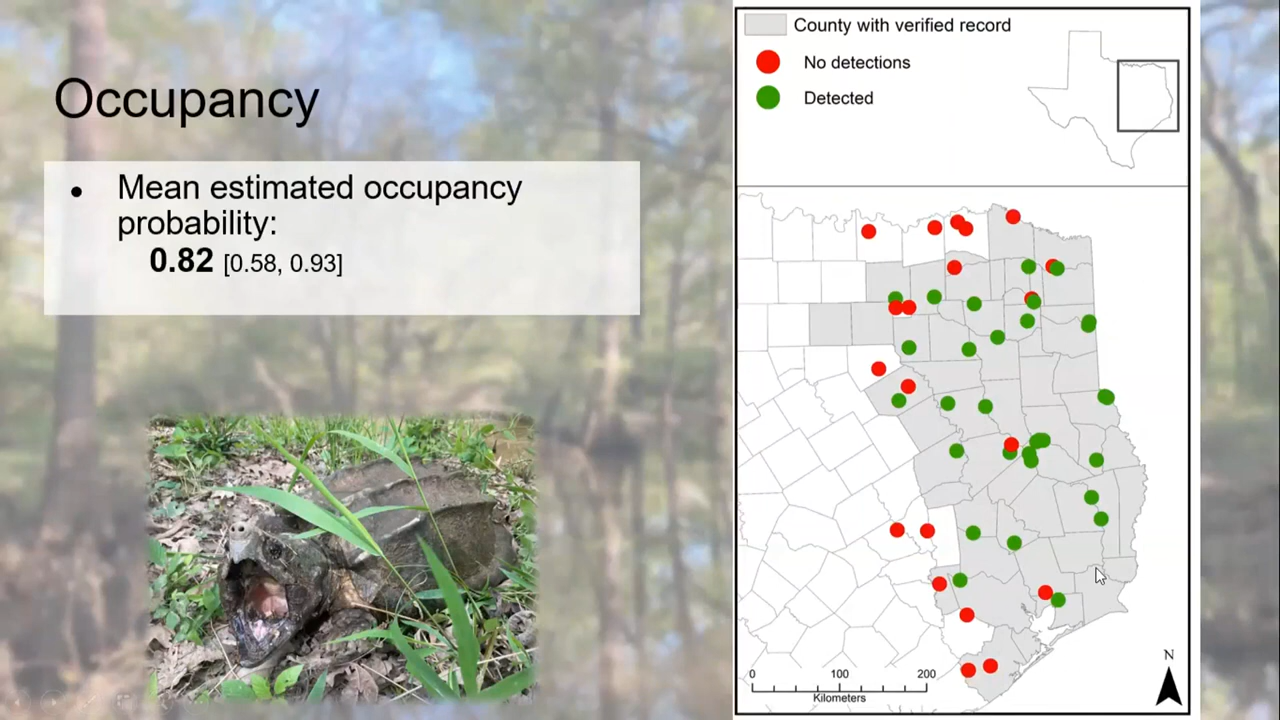 Occupancy
• Mean estimated occupancy
probability:
0.82 [0.58, 0.93]
County with verified record
No detections
Detected
0 100 200
Kilometers
N